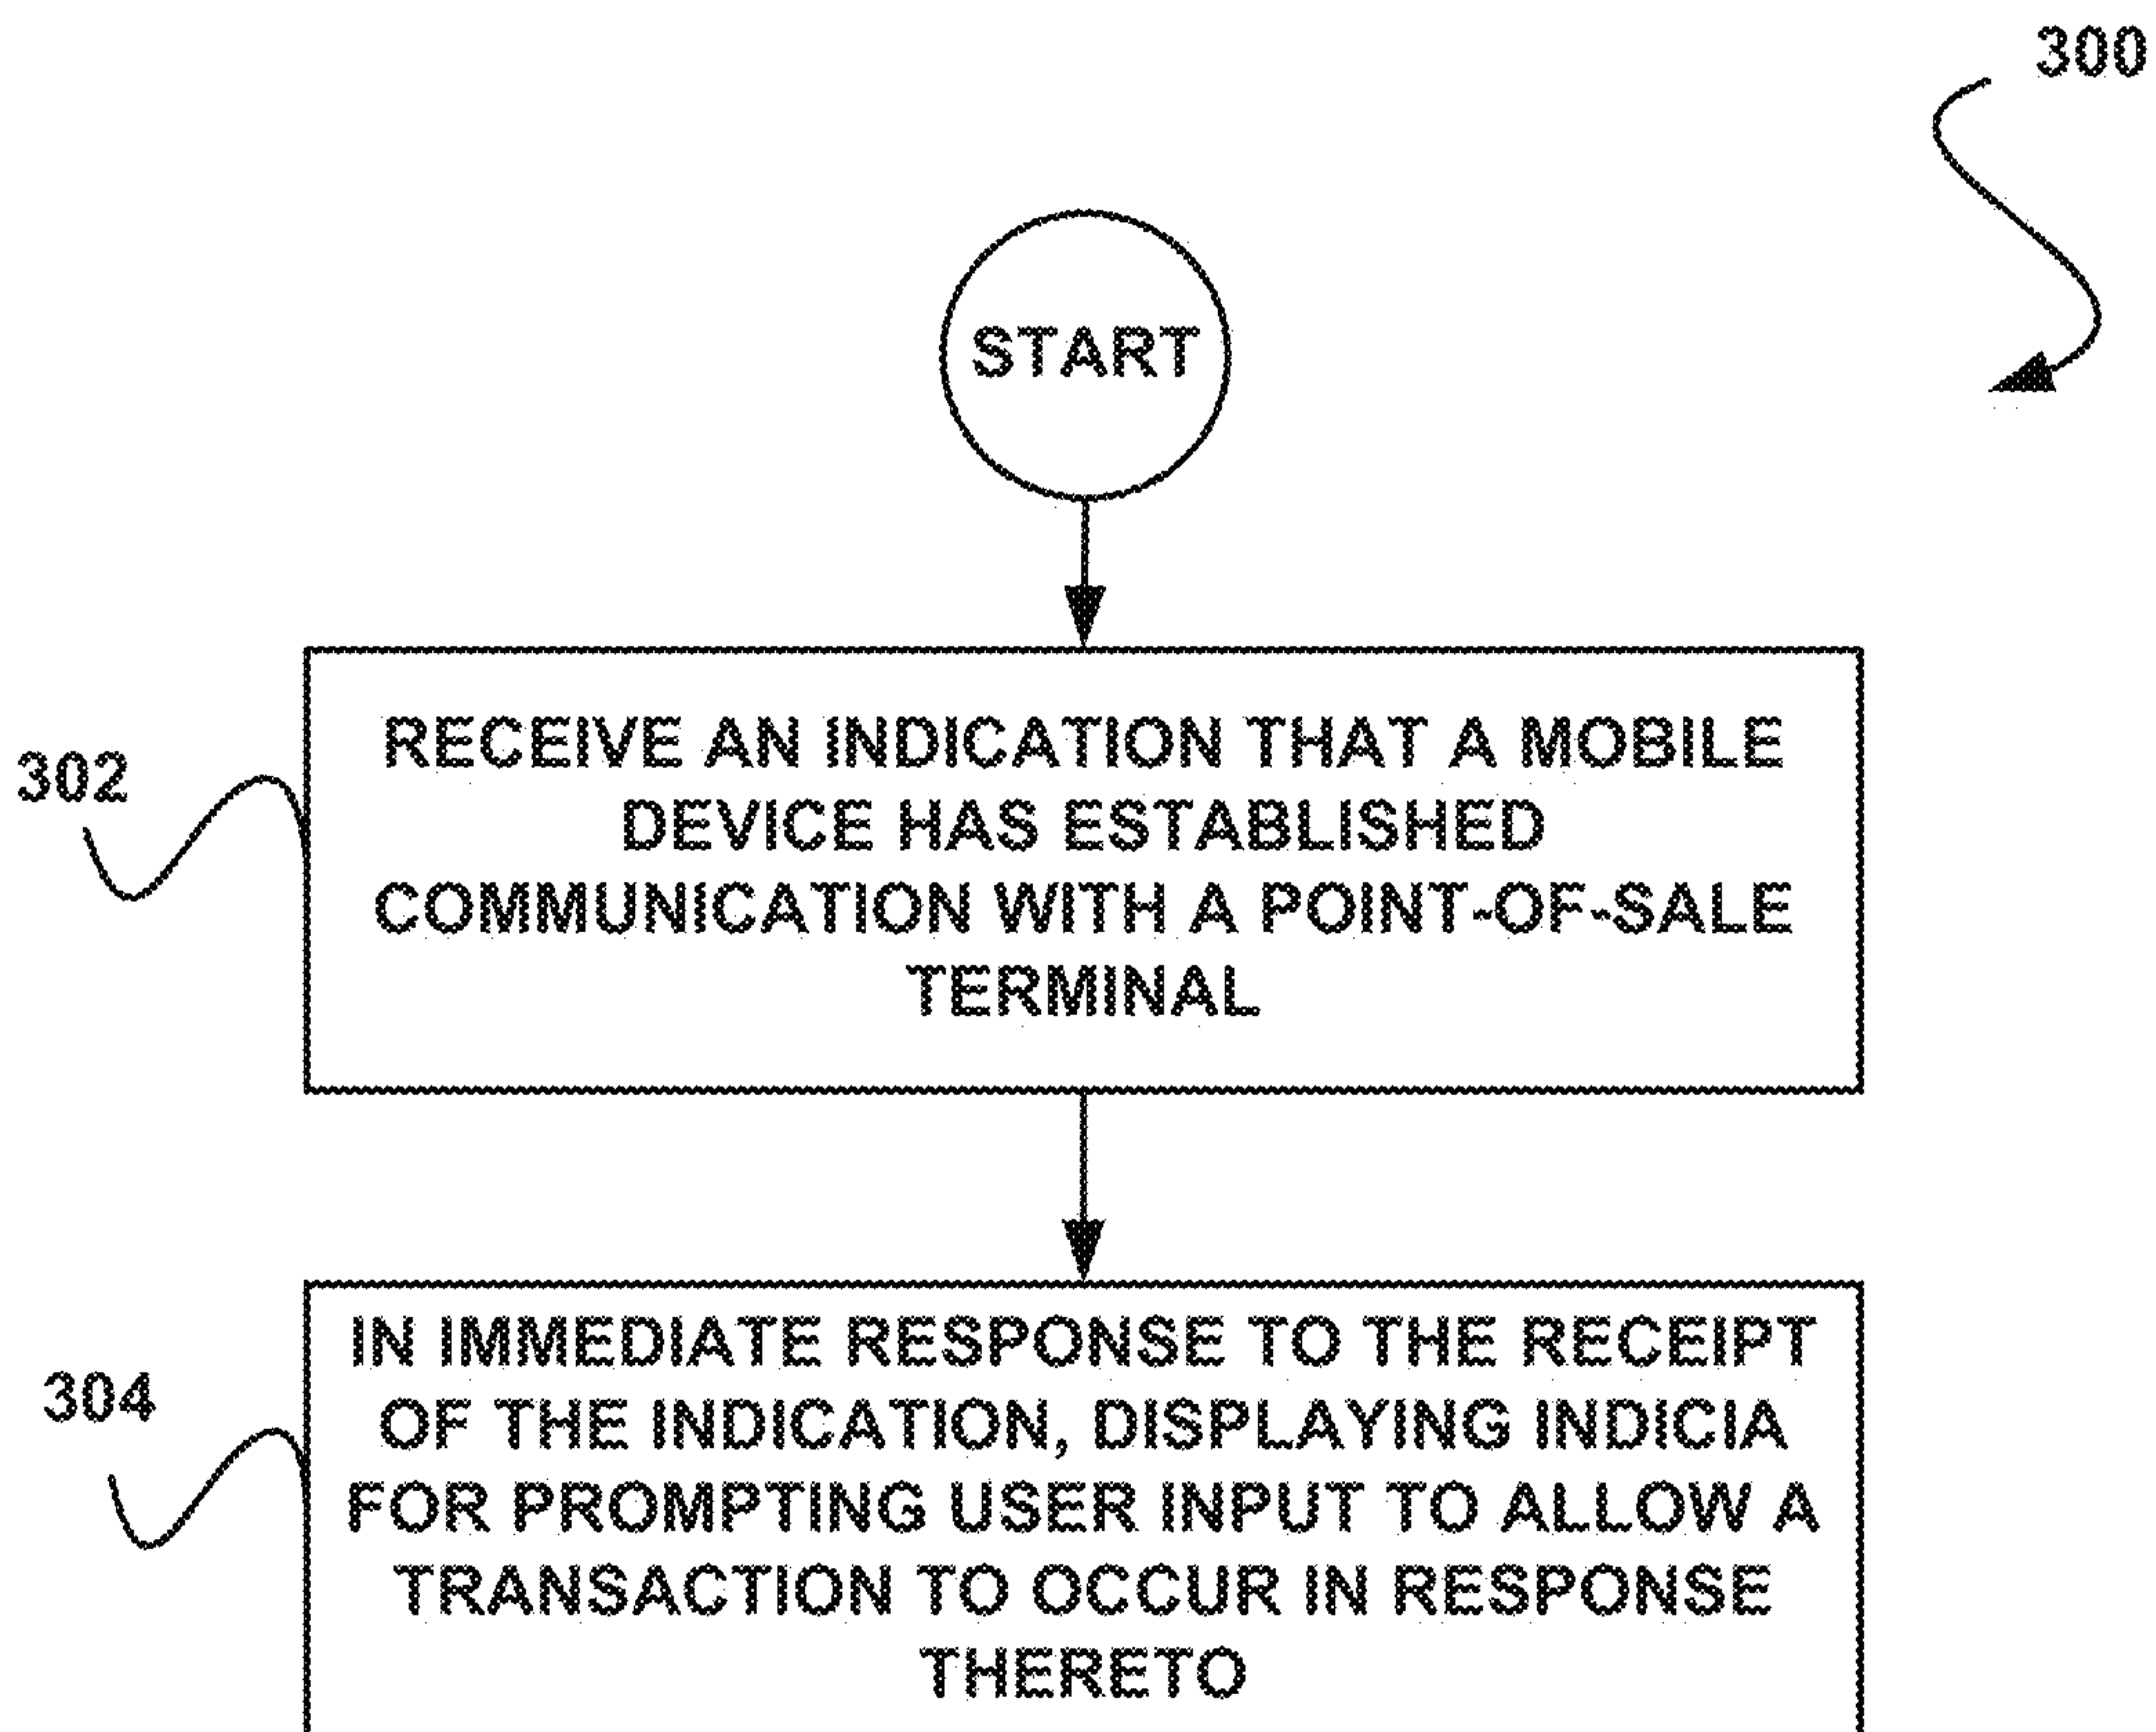 300
START
RECEIVE AN INDICATION THAT A MOBILE
DEVICE HAS ESTABLISHED
COMMUNICATION WITH A POINT-OF-SALE
TERMINAL
302
IN IMMEDIATE RESPONSE TO THE RECEIPT
OF THE INDICATION, DISPLAYING INDICIA
FOR PROMPTING USER INPUT TO ALLOW A
TRANSACTION TO OCCUR IN RESPONSE
THERETO
304